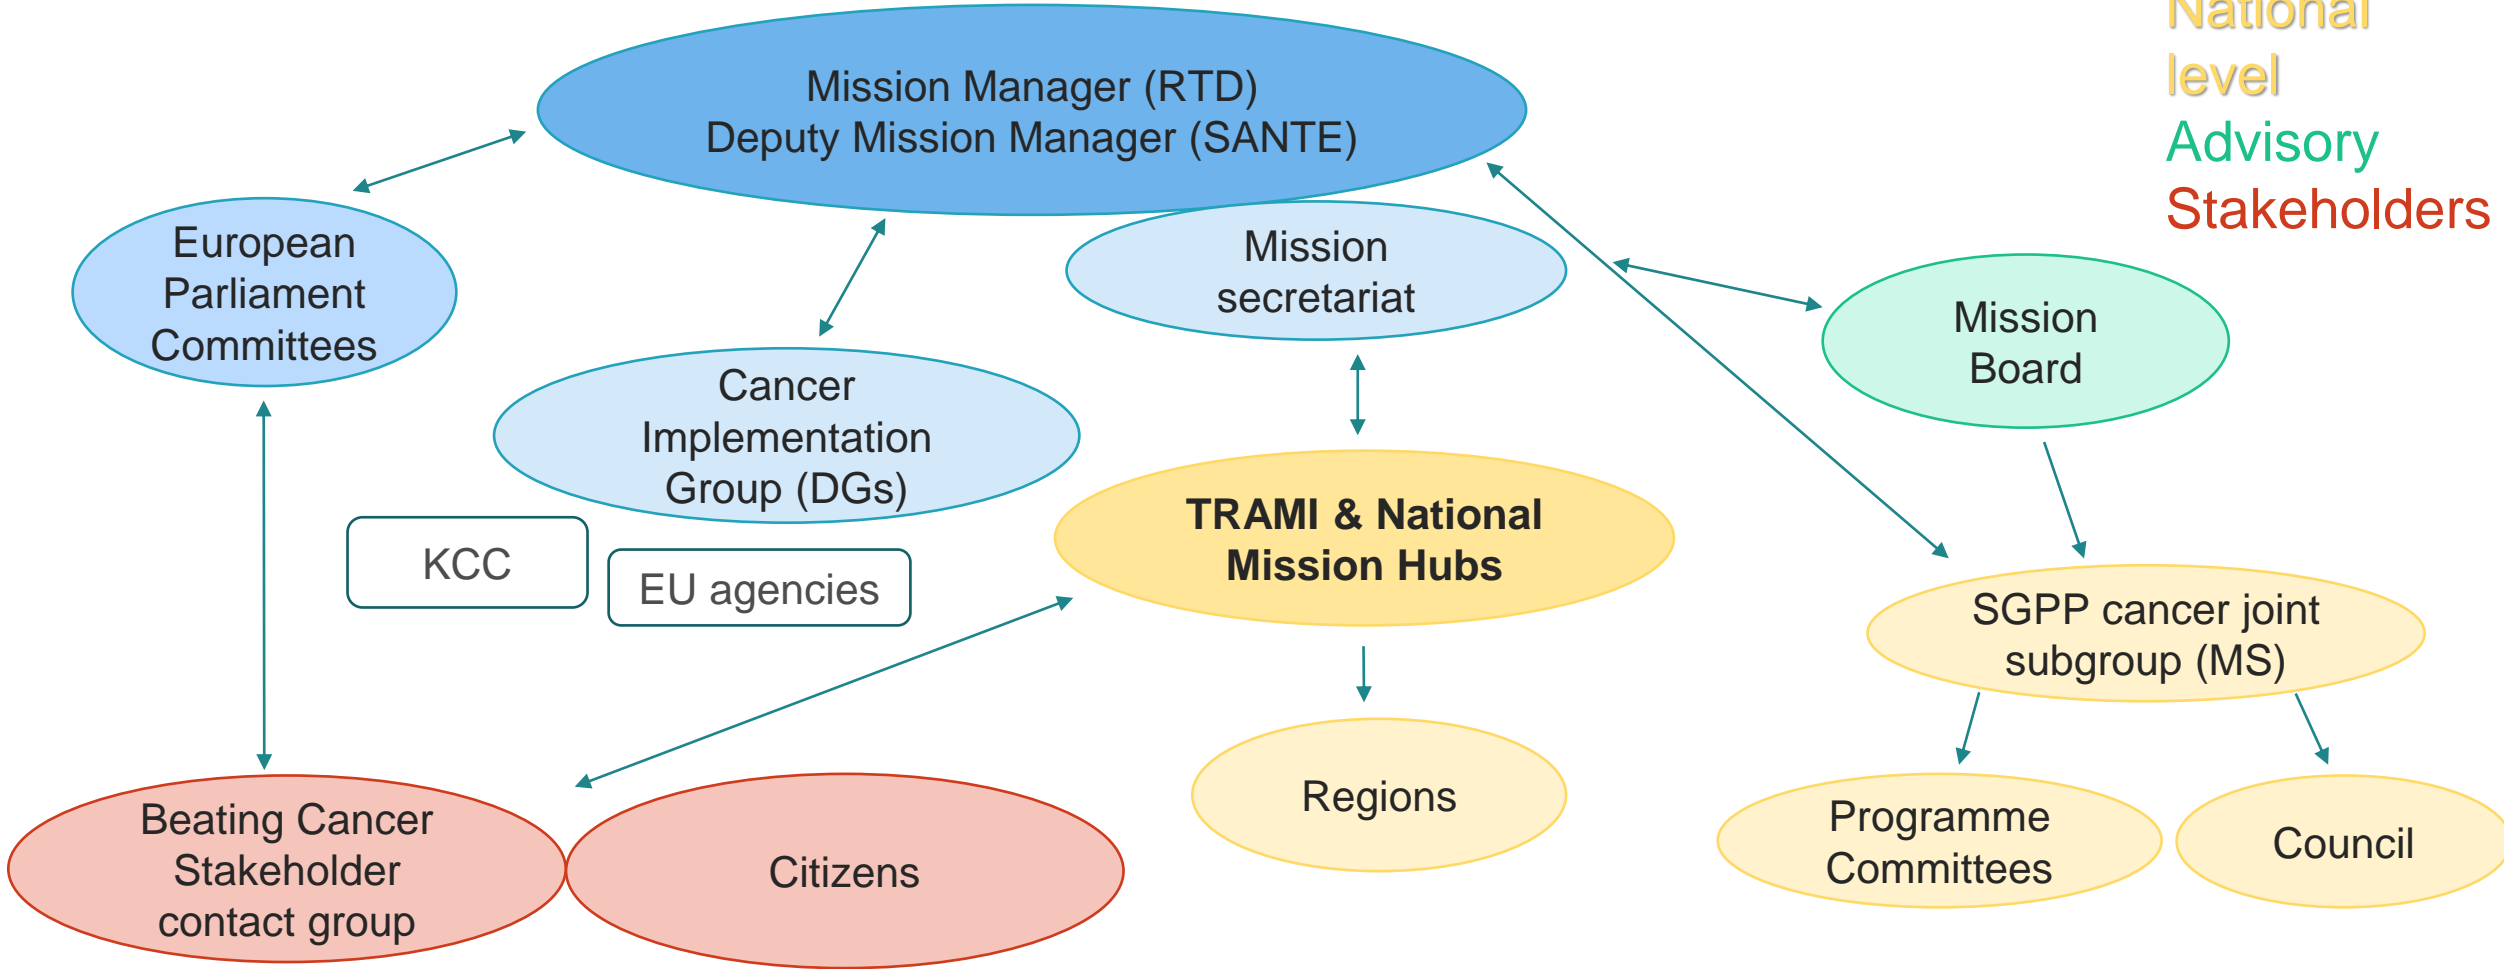 National
level
Advisory
Stakeholders
Mission Manager (RTD)
Deputy Mission Manager (SANTE)
European
Parliament
Committees
Mission
secretariat
Mission
Board
Cancer
Implementation
Group (DGs)
KCC
EU agencies
TRAMI & National
Mission Hubs
SGPP cancer joint
subgroup (MS)
Beating Cancer
Stakeholder
contact group
Citizens
Regions
Programme
Committees
Council